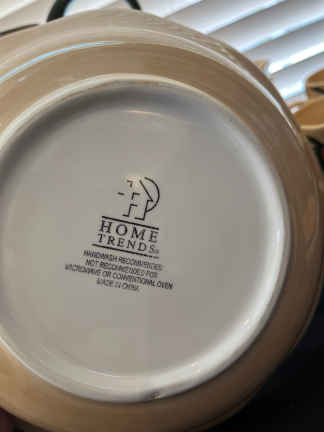 HOME
TRENDS®
HANDWASH RECOMMENDED
NOT RECOMMENDED FOR
MICROWAVE OR CONVENTIONAL OVEN
MADE IN CHINA